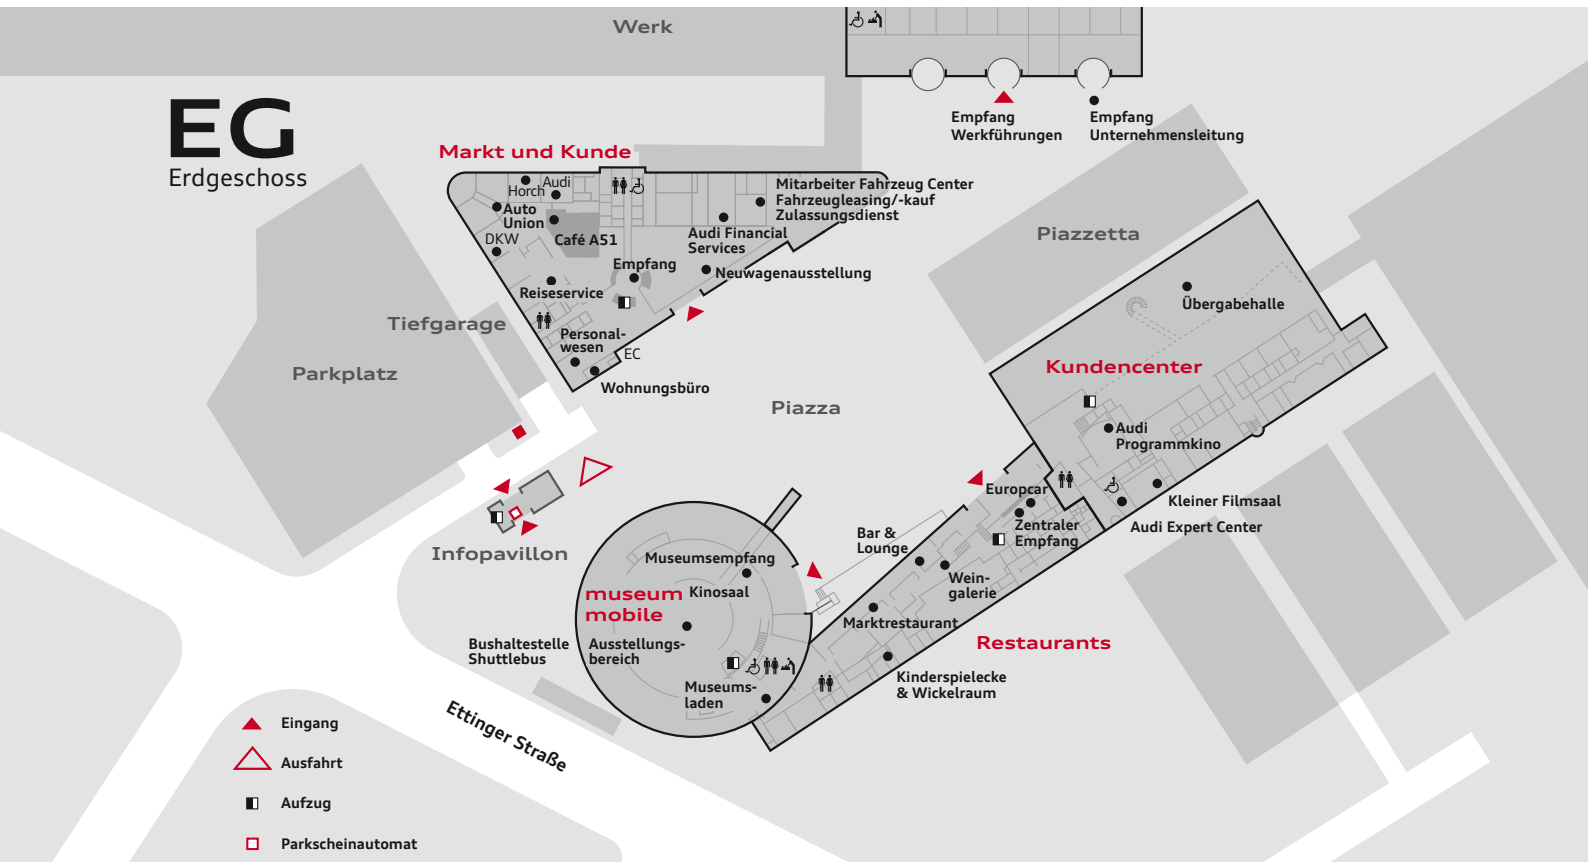 Werk
EG
Erdgeschoss
Empfang
Werkführungen
Empfang
Unternehmensleitung
Markt und Kunde
Horch
Audi
Auto
Union
DKW
Café A51
Mitarbeiter Fahrzeug Center
Fahrzeugleasing/-kauf
Zulassungsdienst
Audi Financial
Services
Empfang
Neuwagenausstellung
Reiseservice
Personal-
wesen
EC
Wohnungsbüro
Piazzetta
Übergabehalle
Tiefgarage
Parkplatz
Piazza
Kundencenter
Audi
Programmkino
Kleiner Filmsaal
Audi Expert Center
Europcar
Zentraler
Empfang
Bar &
Lounge
Wein-
galerie
Marktrestaurant
Restaurants
Kinderspielecke
& Wickelraum
Infopavillon
Museumsempfang
museum
mobile
Kinosaal
Ausstellungs-
bereich
Museums-
laden
Bushaltestelle
Shuttlebus
Ettinger Straße
Eingang
Ausfahrt
Aufzug
Parkscheinautomat